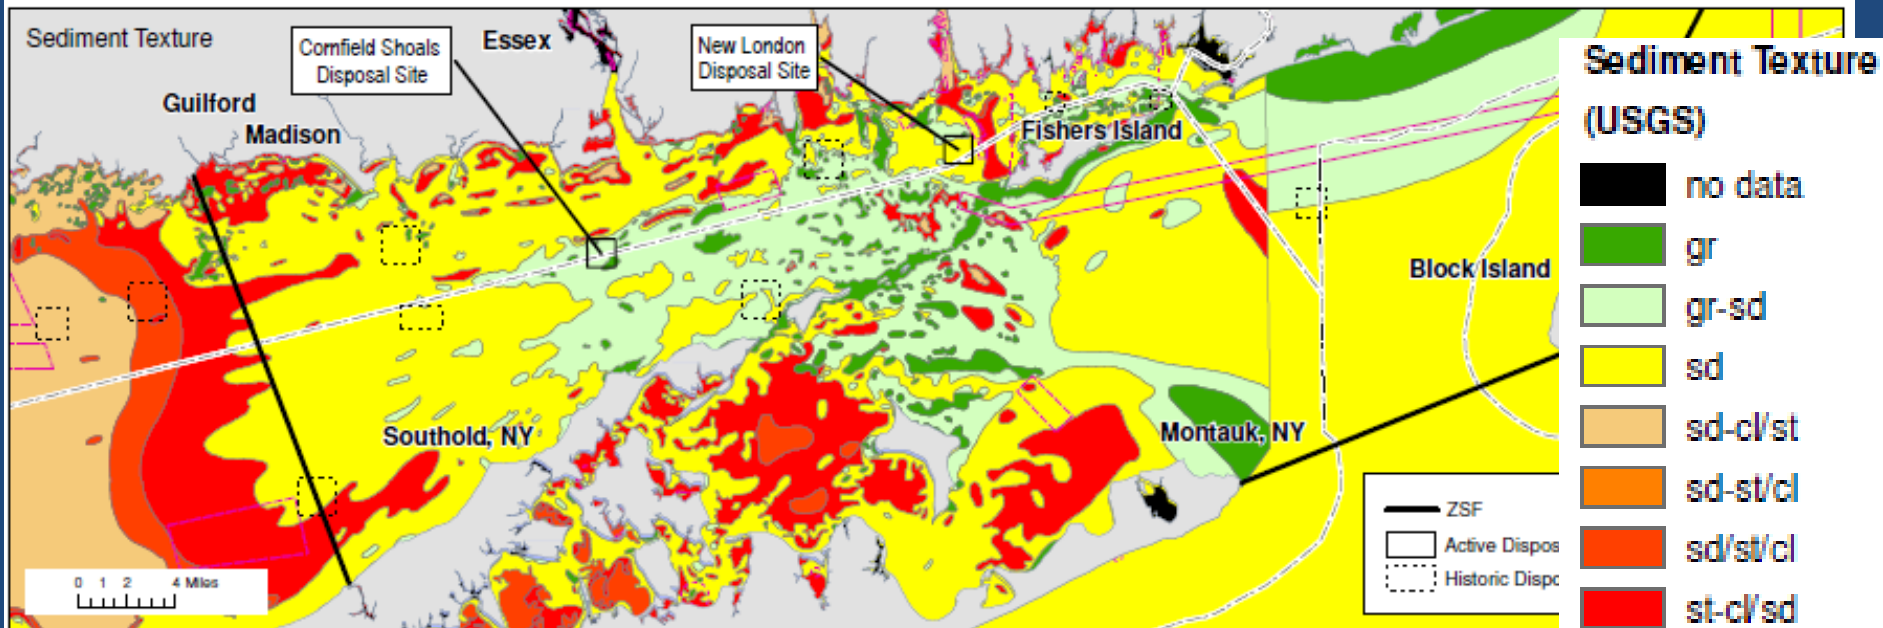 Sediment Texture
Cornfield Shoals
Disposal Site
Essex
New London
Disposal Site
Guilford
Madison
Fishers Island
Block Island
Southold, NY
Montauk, NY
0 1 2 4 Miles
ZSF
Active Dispos
Historic Dispo
Sediment Texture
(USGS)
no data
gr
gr-sd
sd
sd-cl/st
sd-st/cl
sd/st/cl
st-cl/sd